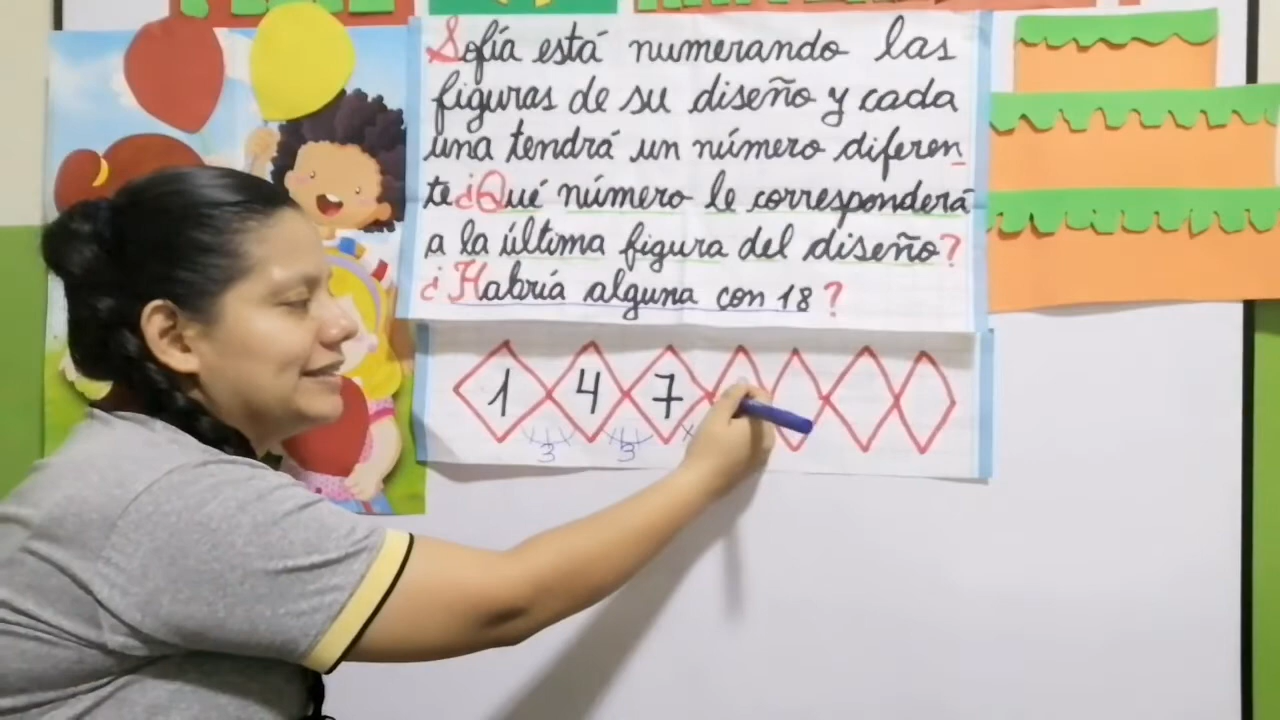 Sofía está numerando las
figuras de su diseño y cada
una tendrá un número diferen_
te ¿Qué número le corresponderá
a la última figura del diseño?
¿Habría alguna con 18?
1 4 7
3 3